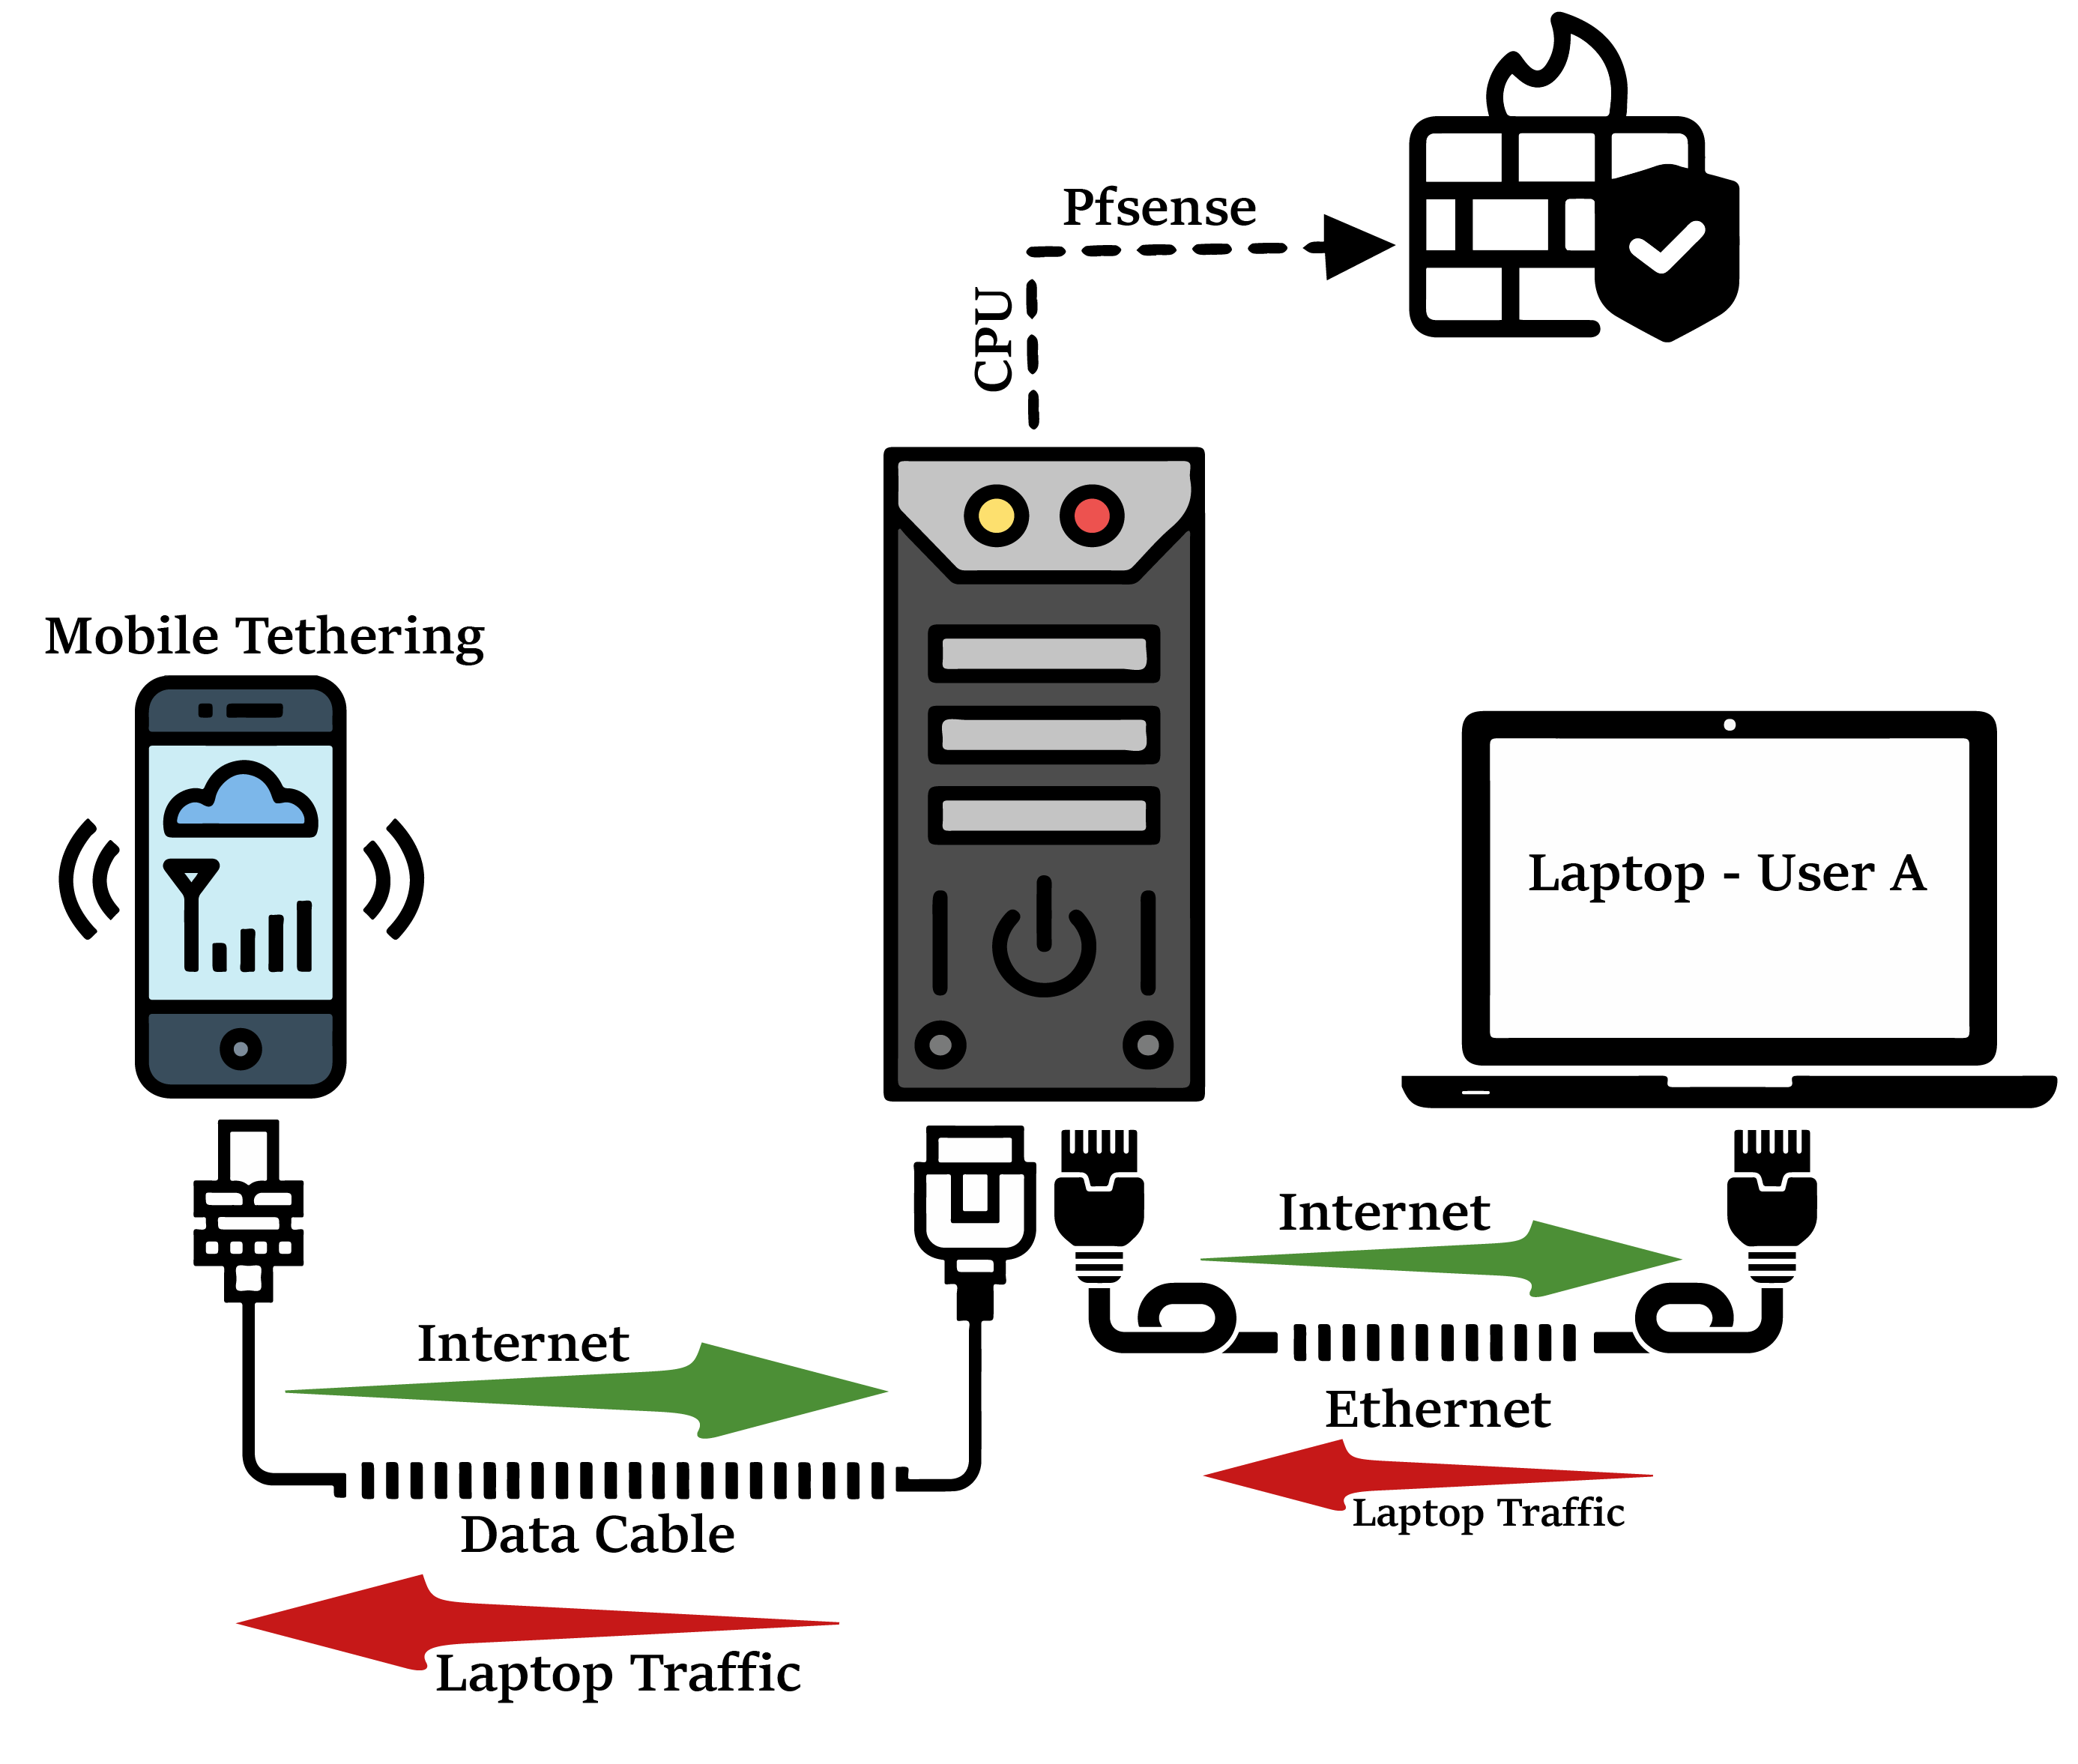 Pfsense
CPU
Mobile Tethering
Laptop - User A
Internet
Internet
Ethernet
Laptop Traffic
Data Cable
Laptop Traffic